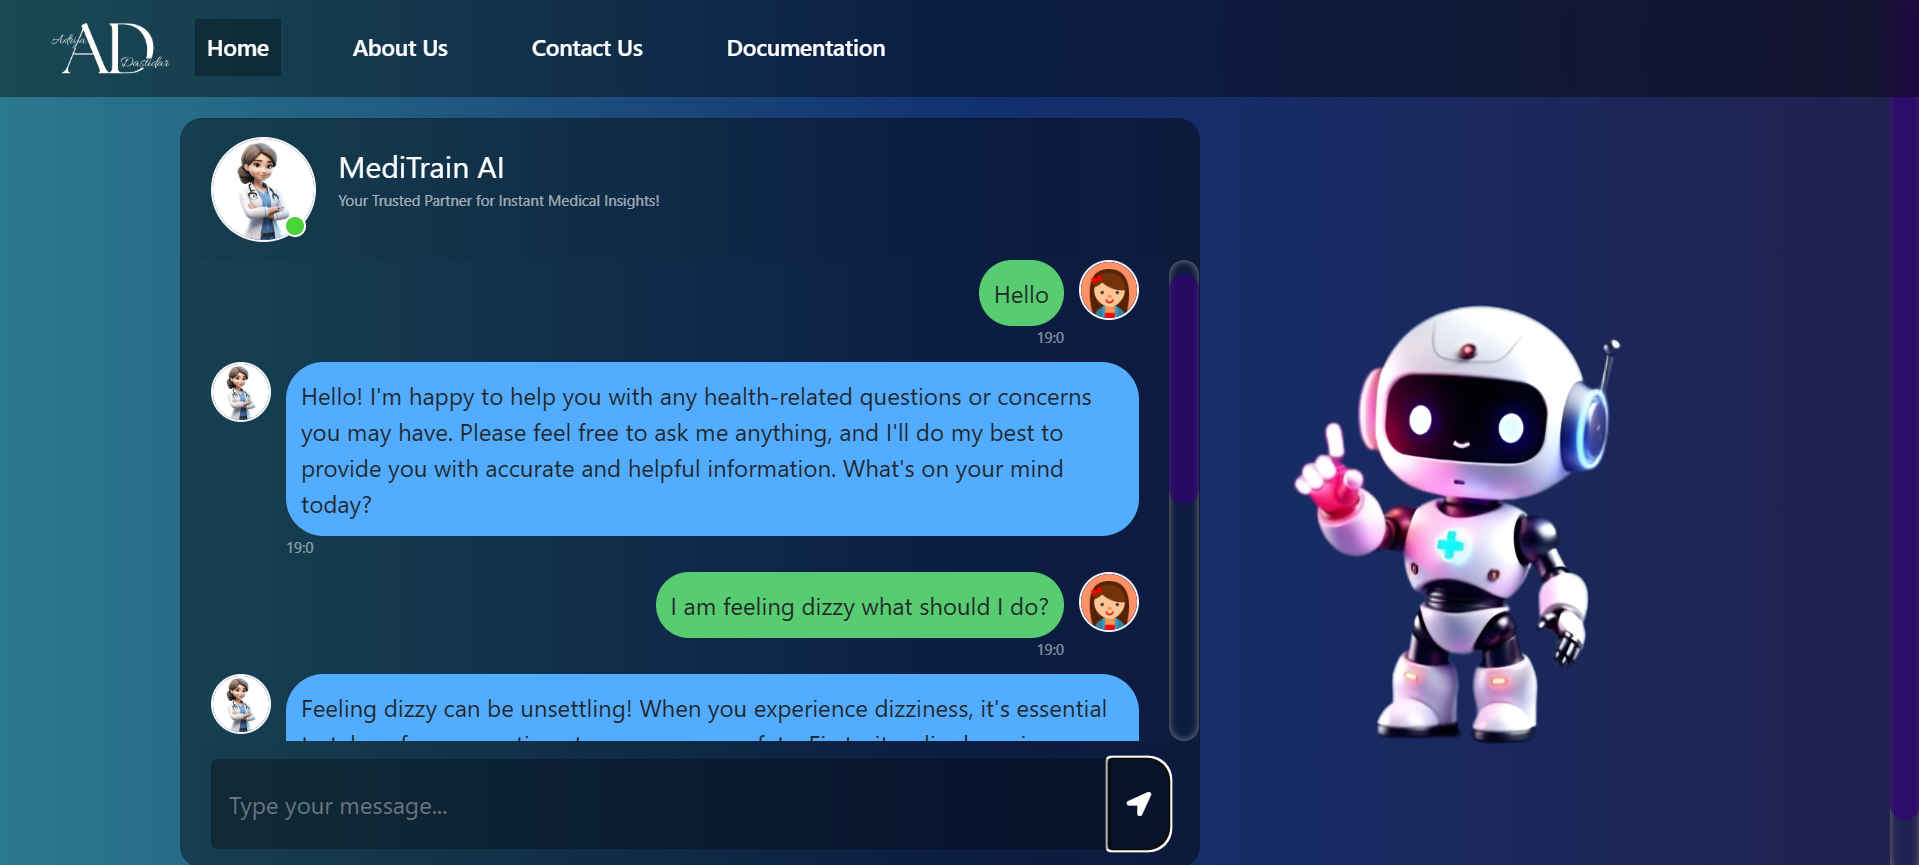 Adrija AD Dastidar
Home About Us Contact Us Documentation
MediTrain AI
Your Trusted Partner for Instant Medical Insights!
Hello
19:0
Hello! I'm happy to help you with any health-related questions or concerns
you may have. Please feel free to ask me anything, and I'll do my best to
provide you with accurate and helpful information. What's on your mind
today?
19:0
I am feeling dizzy what should I do?
19:0
Feeling dizzy can be unsettling! When you experience dizziness, it's essential
Type your message...